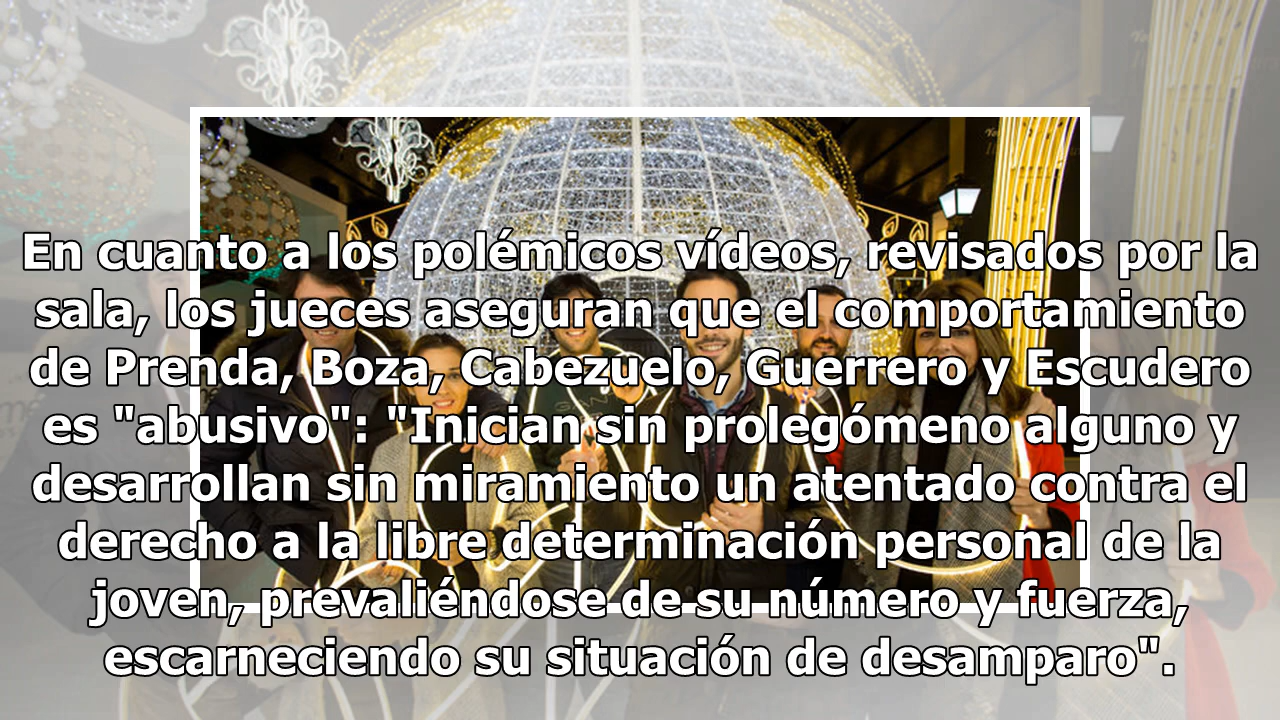 En cuanto a los polémicos vídeos, revisados por la
sala, los jueces aseguran que el comportamiento
de Prenda, Boza, Cabezuelo, Guerrero y Escudero
es "abusivo": "Inician sin prolegómeno alguno y
desarrollan sin miramiento un atentado contra el
derecho a la libre determinación personal de la
joven, prevaliéndose de su número y fuerza,
escarneciendo su situación de desamparo".